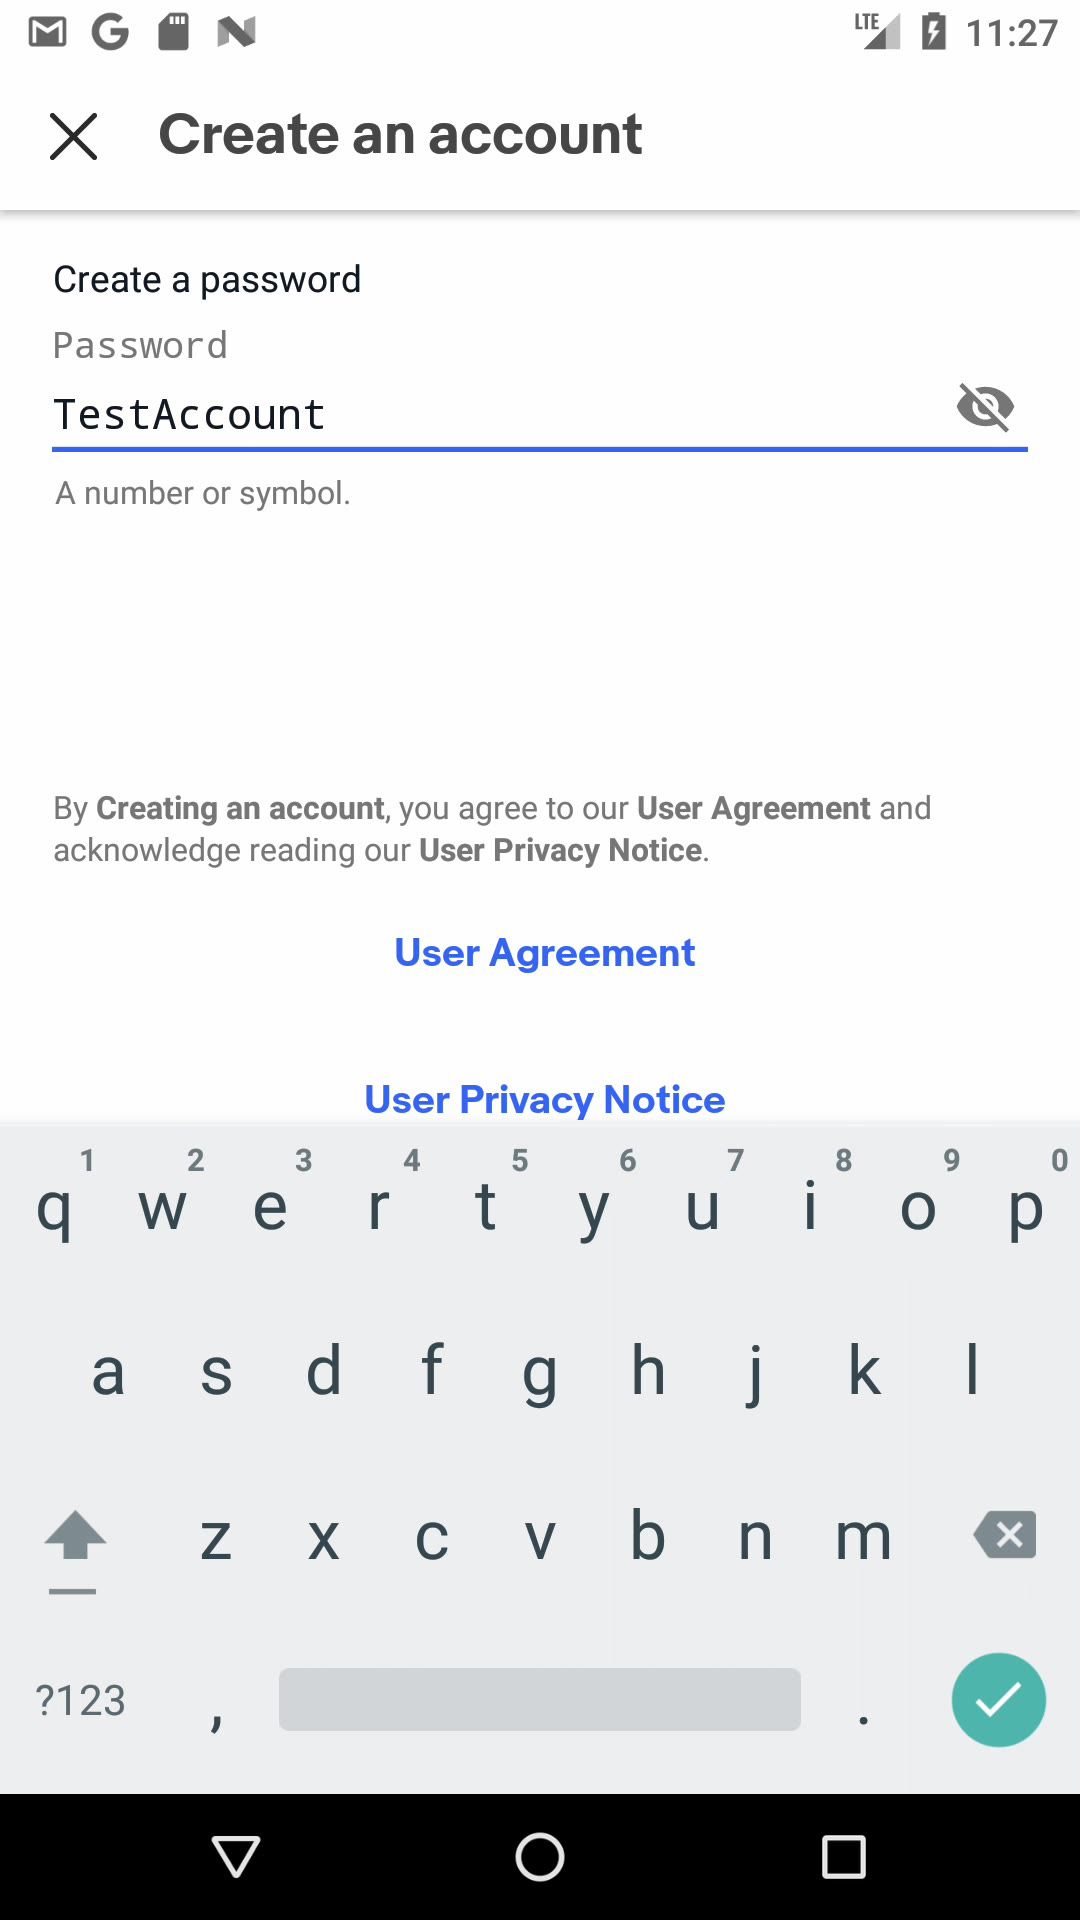 LTE 11:27
Create an account
Create a password
Password
TestAccount
A number or symbol.
By Creating an account, you agree to our User Agreement and
acknowledge reading our User Privacy Notice.
User Agreement
User Privacy Notice
1 2 3 4 5 6 7 8 9 0
q w e r t y u i o p
a s d f g h j k l
z x c v b n m
?123 , .